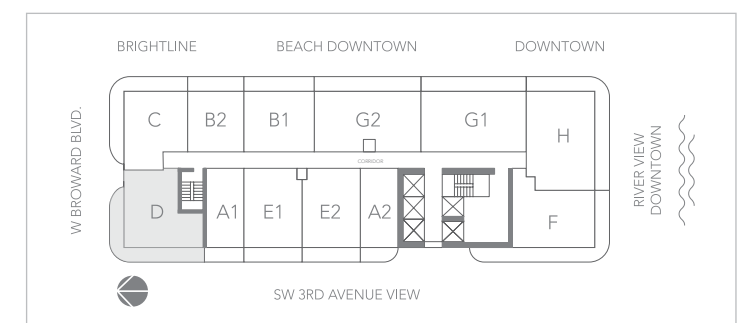 BRIGHTLINE BEACH DOWNTOWN DOWNTOWN
W BROWARD BLVD.
C B2 B1 G2 G1 H
CORRIDOR
D A1 E1 E2 A2 F
RIVER VIEW
DOWNTOWN
SW 3RD AVENUE VIEW